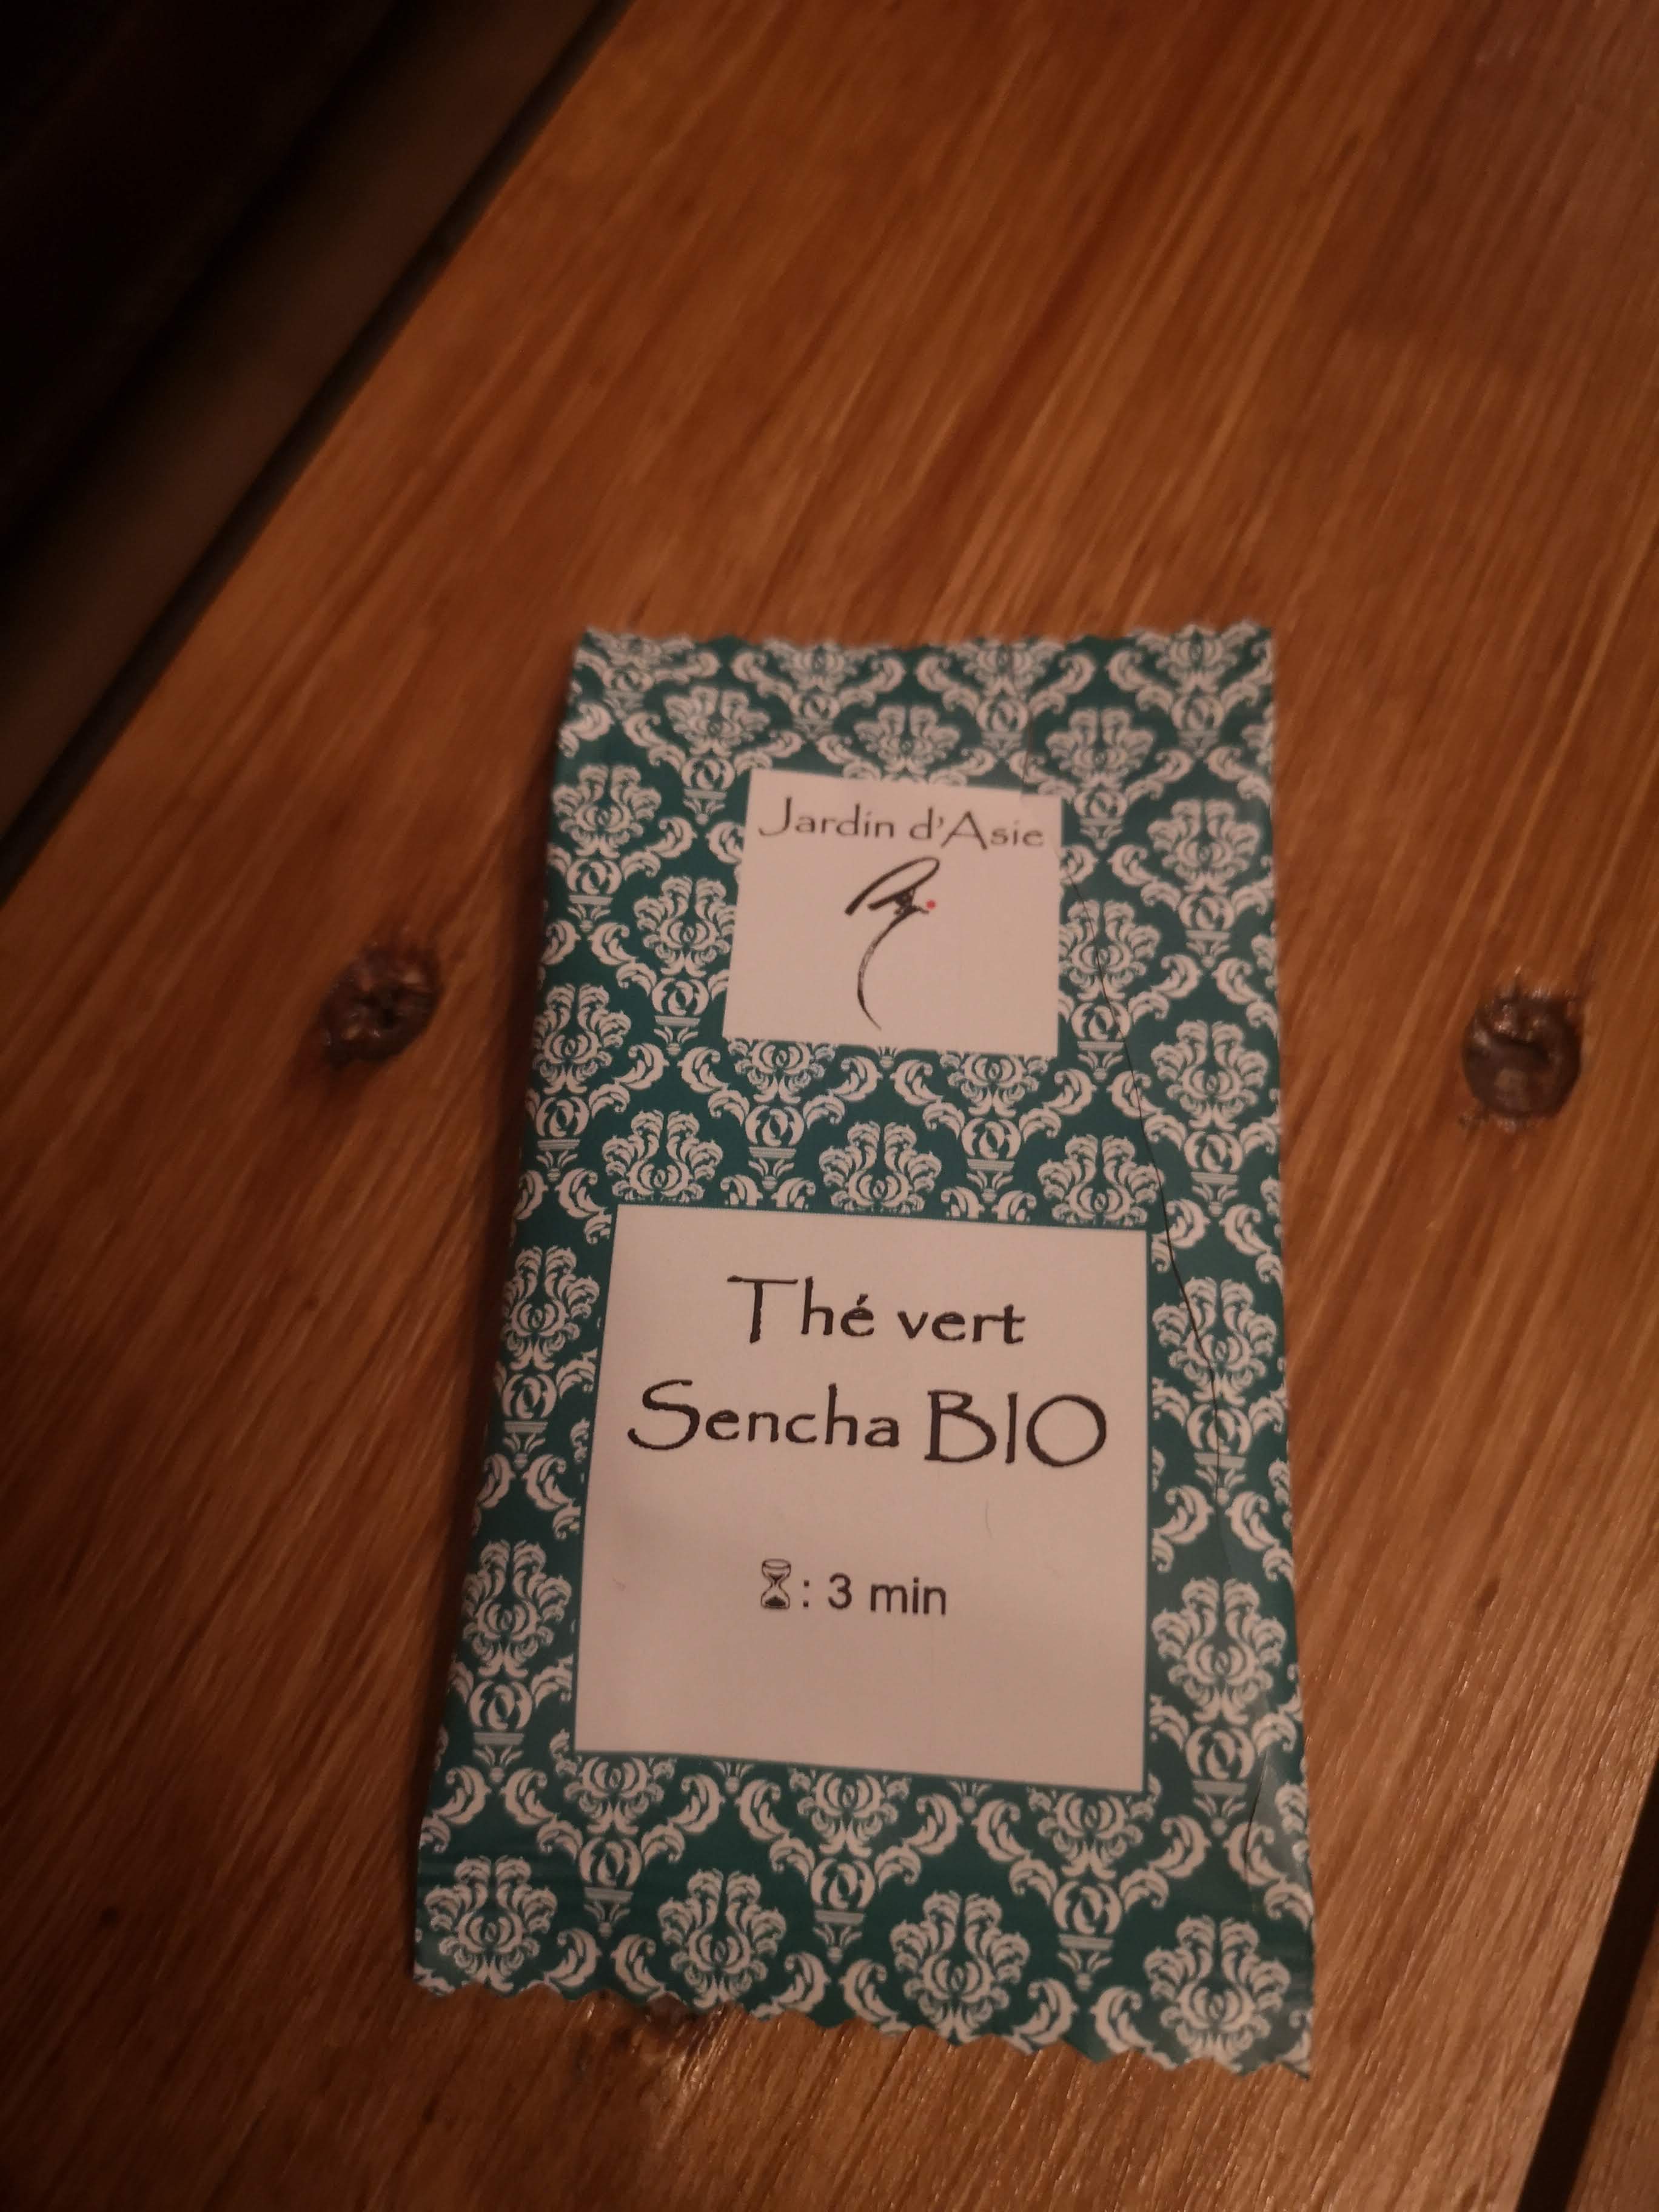 Jardin d'Asie
Thé vert
Sencha BIO
⌛: 3 min